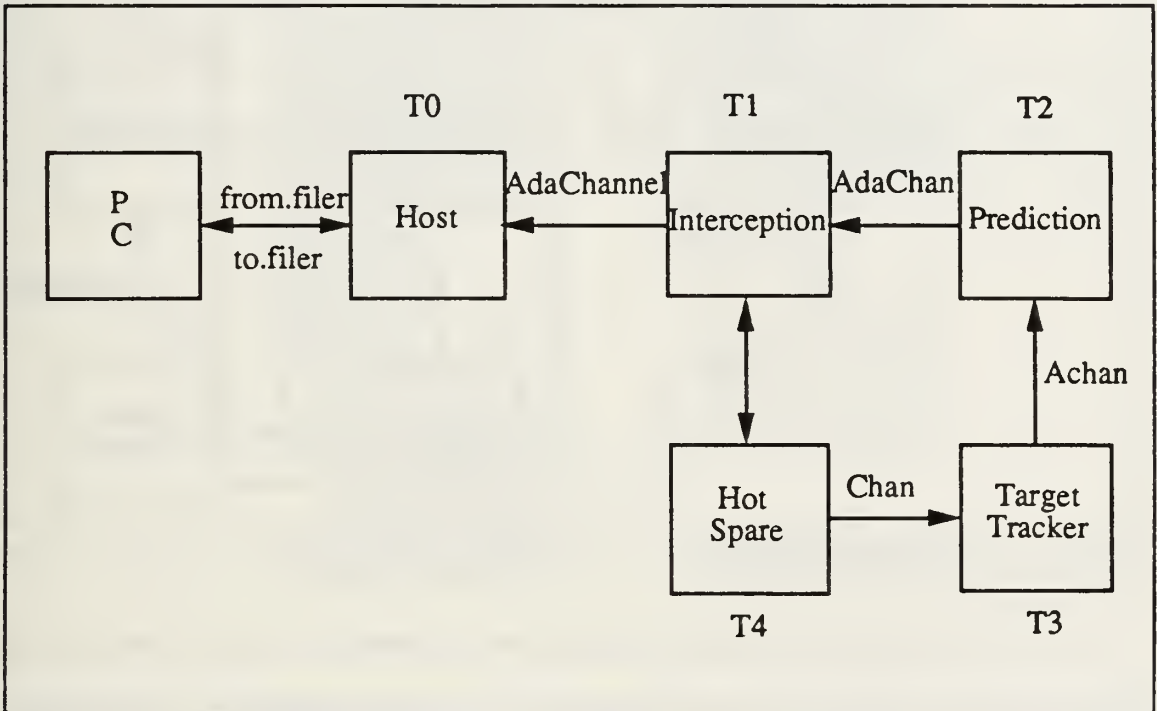 T0
T1
T2
P
C
from.filer
to.filer
Host
AdaChannel
Interception
AdaChan
Prediction
Achan
Hot
Spare
Chan
Target
Tracker
T4
T3